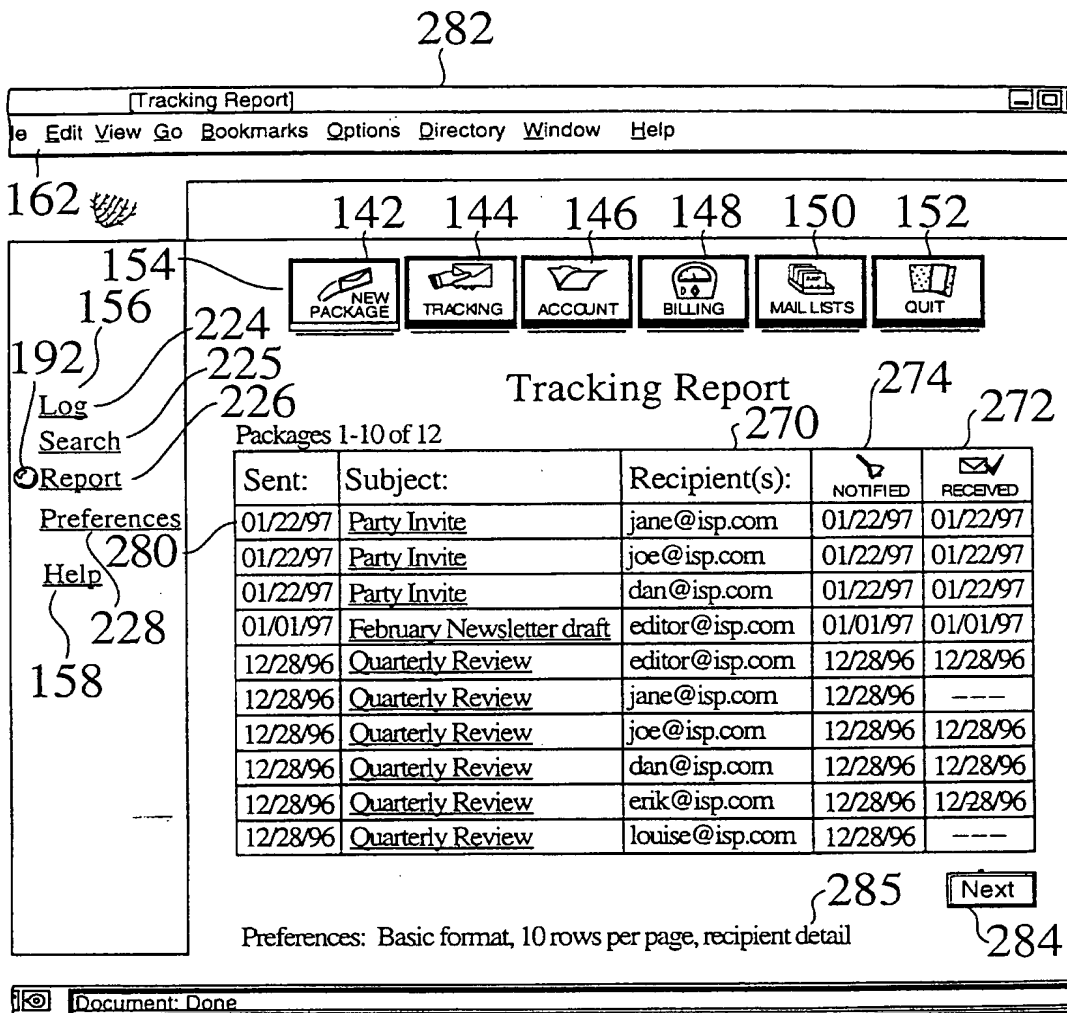 282
[Tracking Report]
le Edit View Go Bookmarks Options Directory Window Help
162
142 144 146 148 150 152
154
NEW PACKAGE TRACKING ACCOUNT BILLING MAIL LISTS QUIT
156
224
192
225
Log
226
Search
Report
Preferences
280
Help
228
158
Tracking Report
274
272
Packages 1-10 of 12
270
Sent: Subject: Recipient(s): NOTIFIED RECEIVED
01/22/97 Party Invite jane@isp.com 01/22/97 01/22/97
01/22/97 Party Invite joe@isp.com 01/22/97 01/22/97
01/22/97 Party Invite dan@isp.com 01/22/97 01/22/97
01/01/97 February Newsletter draft editor@isp.com 01/01/97 01/01/97
12/28/96 Quarterly Review editor@isp.com 12/28/96 12/28/96
12/28/96 Quarterly Review jane@isp.com 12/28/96 ---
12/28/96 Quarterly Review joe@isp.com 12/28/96 12/28/96
12/28/96 Quarterly Review dan@isp.com 12/28/96 12/28/96
12/28/96 Quarterly Review erik@isp.com 12/28/96 12/28/96
12/28/96 Quarterly Review louise@isp.com 12/28/96 ---
285
Next
Preferences: Basic format, 10 rows per page, recipient detail
284
Document: Done